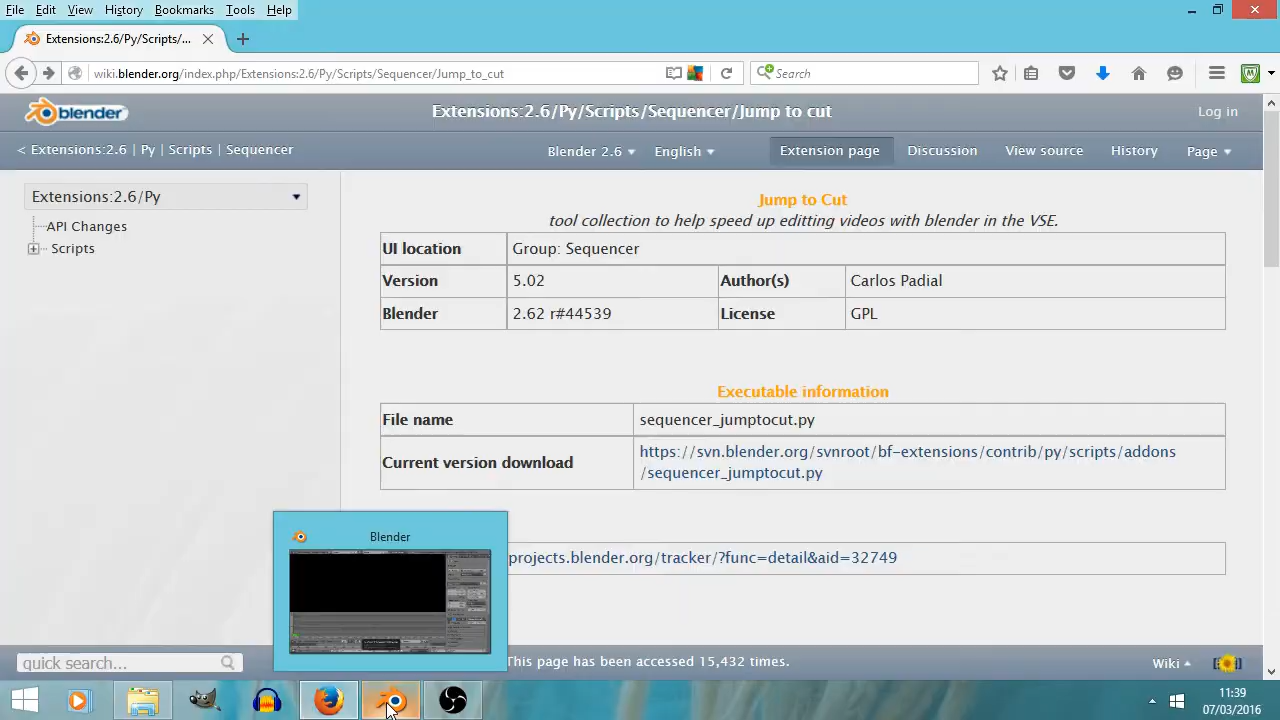 File Edit View History Bookmarks Tools Help
Extensions:2.6/Py/Scripts/...
wiki.blender.org/index.php/Extensions:2.6/Py/Scripts/Sequencer/Jump_to_cut
Search
blender
Extensions:2.6/Py/Scripts/Sequencer/Jump to cut
Log in
< Extensions:2.6 | Py | Scripts | Sequencer
Blender 2.6 English Extension page Discussion View source History Page
Extensions:2.6/Py
API Changes
Scripts
Jump to Cut
tool collection to help speed up editting videos with blender in the VSE.
UI location Group: Sequencer
Version 5.02 Author(s) Carlos Padial
Blender 2.62 r#44539 License GPL
Executable information
File name sequencer_jumptocut.py
Current version download https://svn.blender.org/svnroot/bf-extensions/contrib/py/scripts/addons
/sequencer_jumptocut.py
Blender
projects.blender.org/tracker/?func=detail&aid=32749
quick search...
This page has been accessed 15,432 times.
Wiki
11:39
07/03/2016